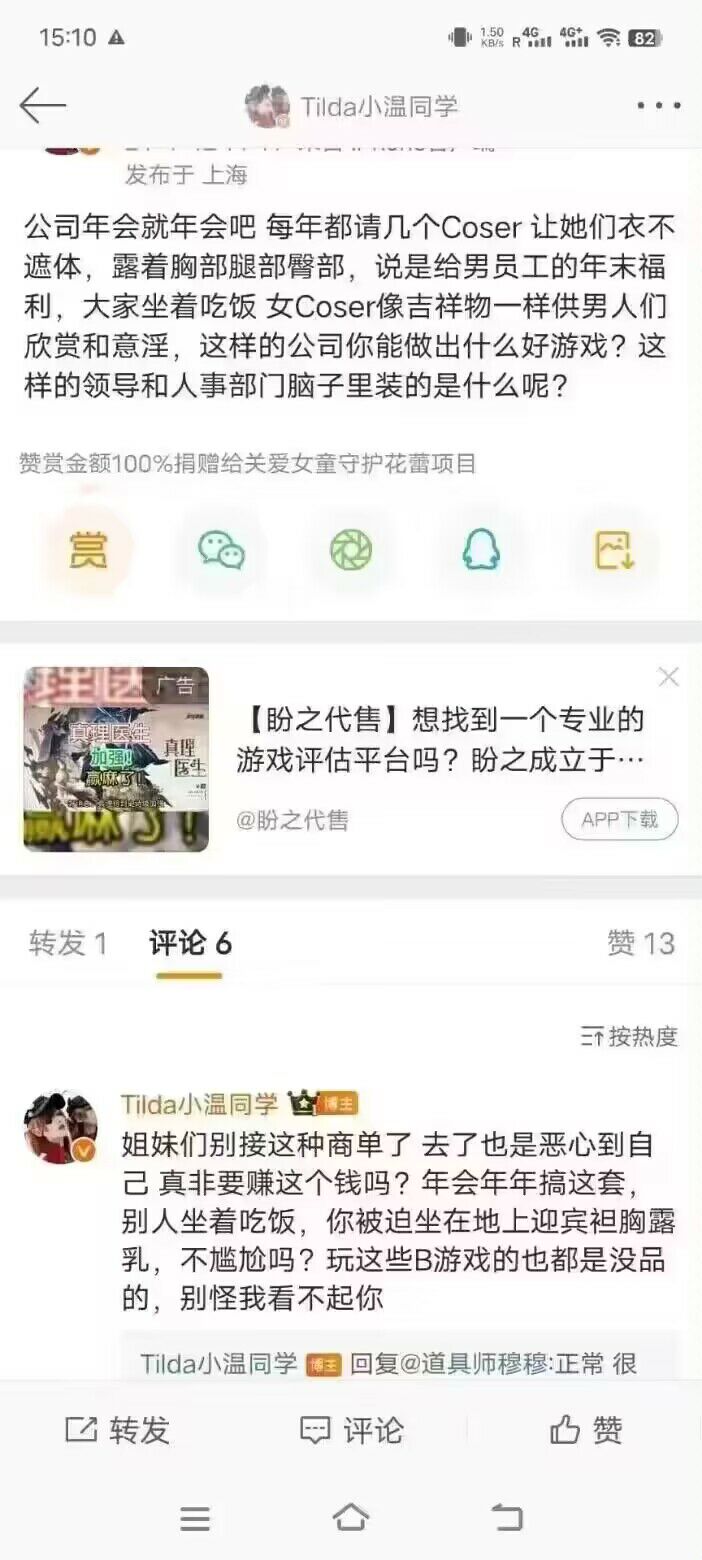 15:10
1.50 KB/s R 4G 4G+ 82
Tilda小温同学
发布于 上海
公司年会就年会吧 每年都请几个Coser 让她们衣不
遮体，露着胸部腿部臀部，说是给男员工的年末福
利，大家坐着吃饭 女Coser像吉祥物一样供男人们
欣赏和意淫，这样的公司你能做出什么好游戏？这
样的领导和人事部门脑子里装的是什么呢？
赞赏金额100%捐赠给关爱女童守护花蕾项目
赏
广告
真理医生
加强！
赢麻了！
真理
医生
【盼之代售】想找到一个专业的
游戏评估平台吗？盼之成立于…
@盼之代售
APP下载
转发 1
评论 6
赞 13
按热度
Tilda小温同学 博主
姐妹们别接这种商单了 去了也是恶心到自
己 真非要赚这个钱吗？年会年年搞这套，
别人坐着吃饭，你被迫坐在地上迎宾袒胸露
乳，不尴尬吗？玩这些B游戏的也都是没品
的，别怪我看不起你
Tilda小温同学 博主 回复@道具师穆穆:正常 很
转发
评论
赞